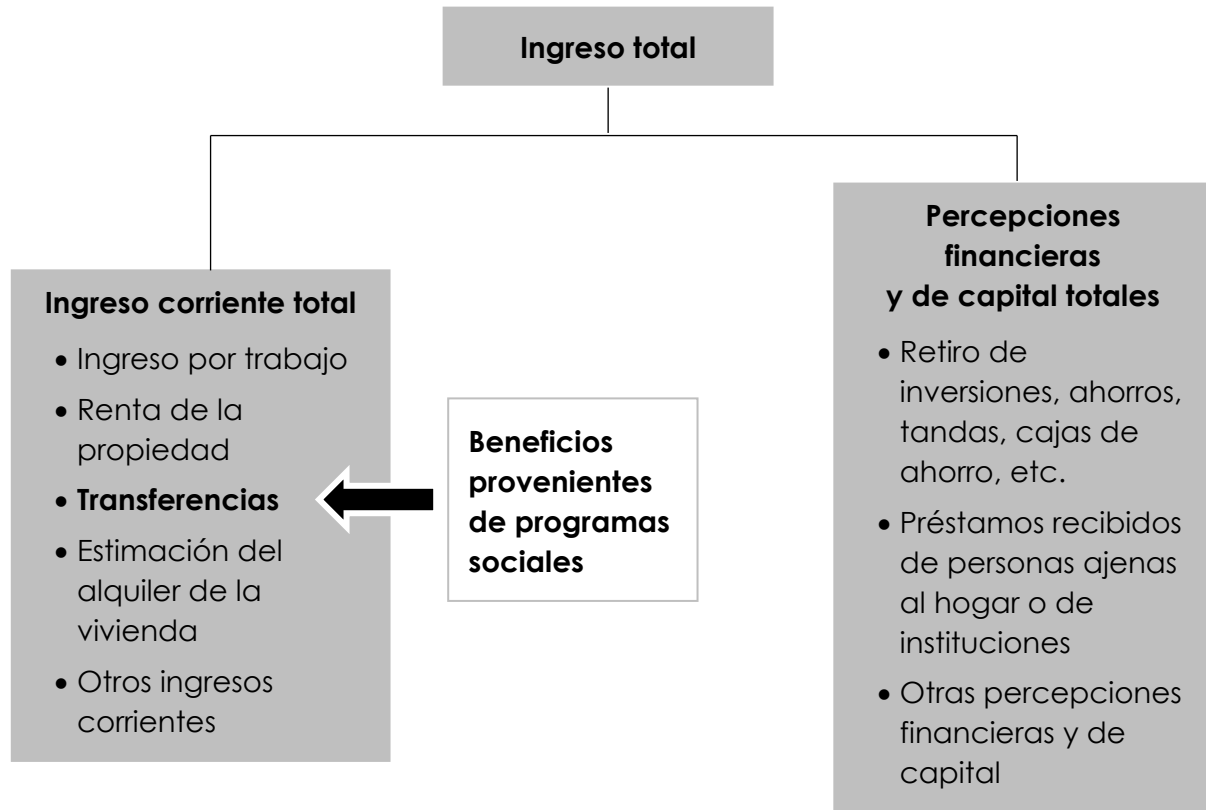 Ingreso total
Ingreso corriente total
• Ingreso por trabajo
• Renta de la
propiedad
• Transferencias
• Estimación del
alquiler de la
vivienda
• Otros ingresos
corrientes
Beneficios
provenientes
de programas
sociales
Percepciones
financieras
y de capital totales
• Retiro de
inversiones, ahorros,
tandas, cajas de
ahorro, etc.
• Préstamos recibidos
de personas ajenas
al hogar o de
instituciones
• Otras percepciones
financieras y de
capital